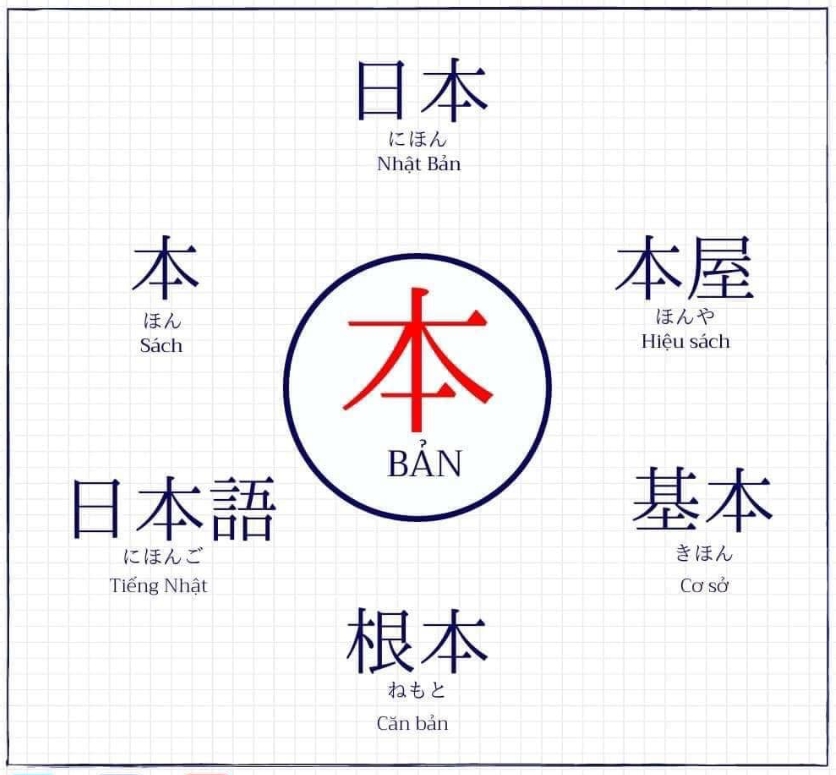 日本
にほん
Nhật Bản
本
ほん
Sách
本屋
ほんや
Hiệu sách
本
BẢN
日本語
にほんご
Tiếng Nhật
基本
きほん
Cơ sở
根本
ねもと
Căn bản